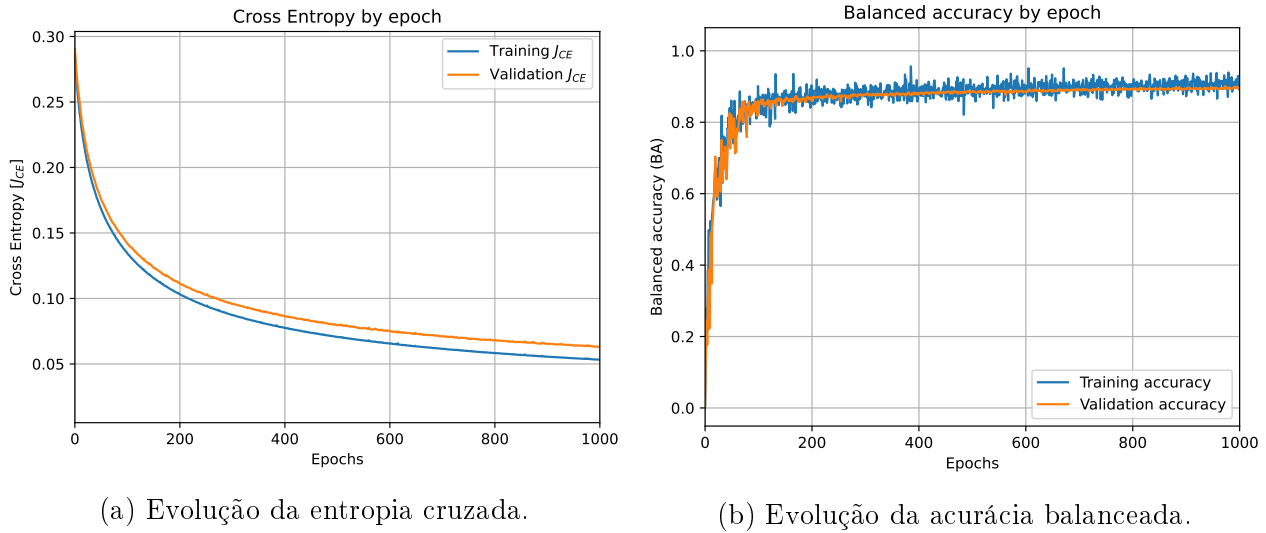 Cross Entropy by epoch
Cross Entropy [J_CE]
0.30
0.25
0.20
0.15
0.10
0.05
0
200
400
600
800
1000
Epochs
Training J_CE
Validation J_CE
(a) Evolução da entropia cruzada.
Balanced accuracy by epoch
Balanced accuracy (BA)
1.0
0.8
0.6
0.4
0.2
0.0
0
200
400
600
800
1000
Epochs
Training accuracy
Validation accuracy
(b) Evolução da acurácia balanceada.